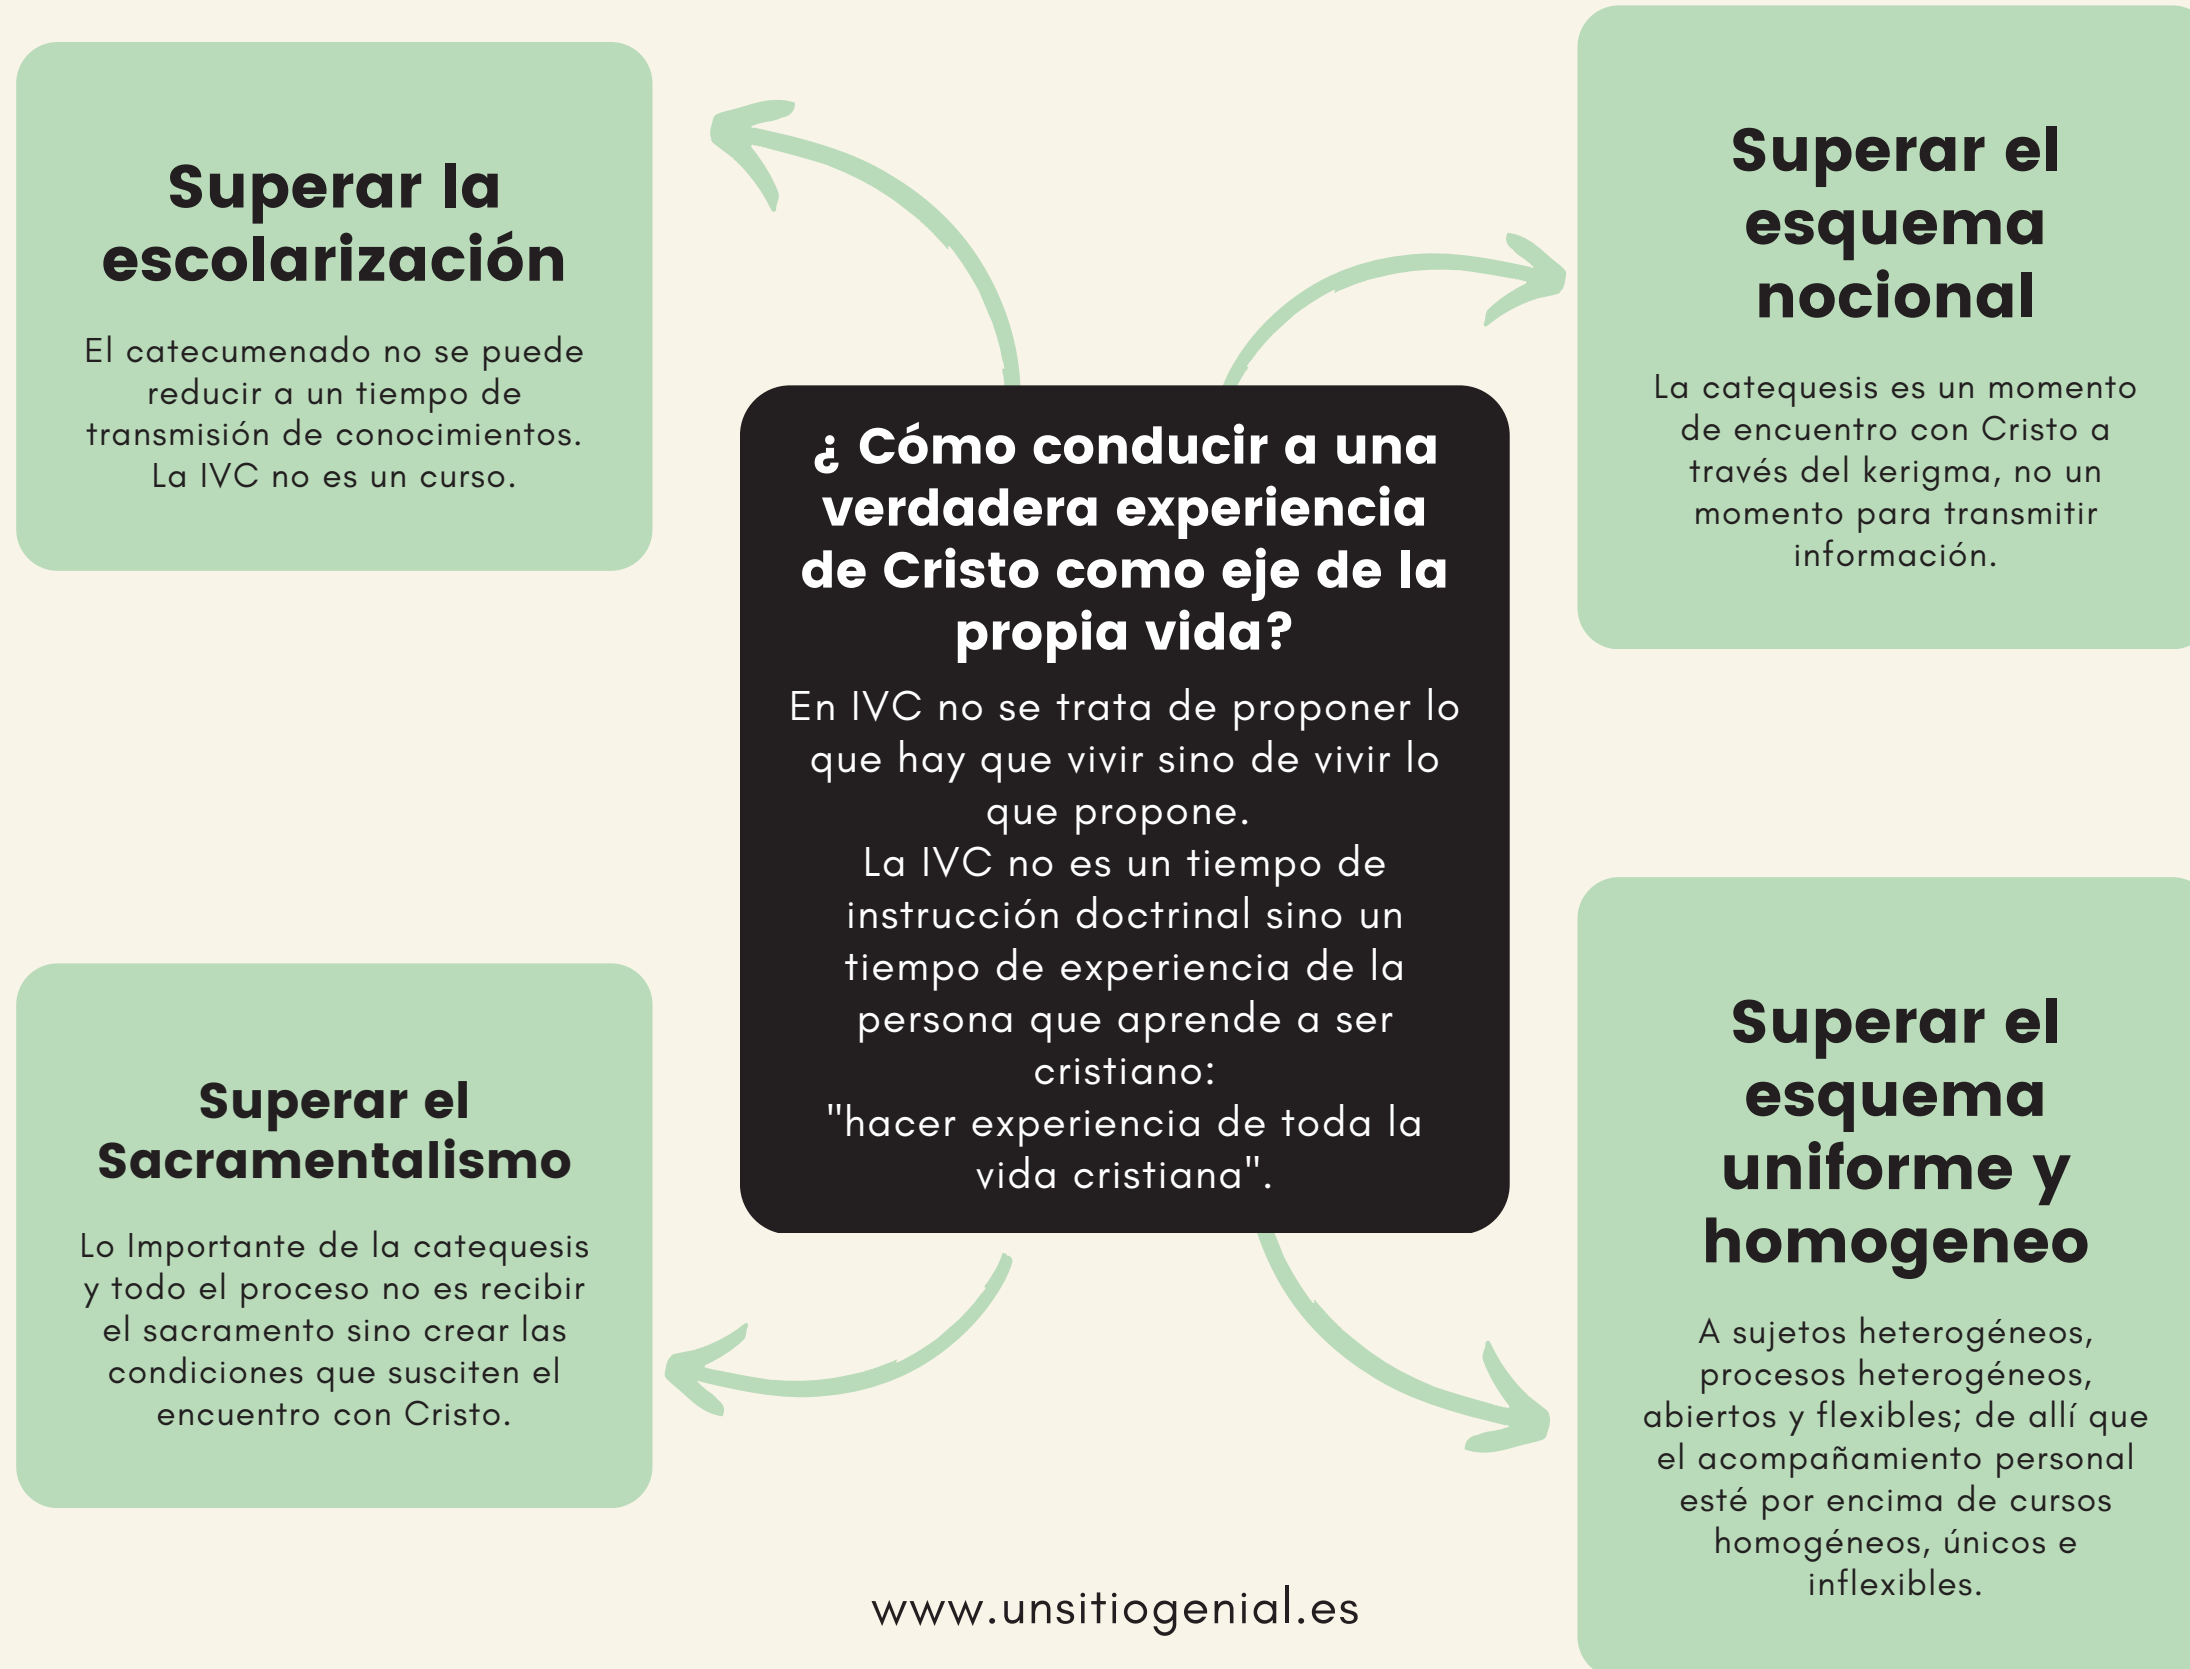 Superar la
escolarización
El catecumenado no se puede
reducir a un tiempo de
transmisión de conocimientos.
La IVC no es un curso.
Superar el
esquema
nocional
La catequesis es un momento
de encuentro con Cristo a
través del kerigma, no un
momento para transmitir
información.
¿ Cómo conducir a una
verdadera experiencia
de Cristo como eje de la
propia vida?
En IVC no se trata de proponer lo
que hay que vivir sino de vivir lo
que propone.
La IVC no es un tiempo de
instrucción doctrinal sino un
tiempo de experiencia de la
persona que aprende a ser
cristiano:
"hacer experiencia de toda la
vida cristiana".
Superar el
Sacramentalismo
Lo Importante de la catequesis
y todo el proceso no es recibir
el sacramento sino crear las
condiciones que susciten el
encuentro con Cristo.
Superar el
esquema
uniforme y
homogeneo
A sujetos heterogéneos,
procesos heterogéneos,
abiertos y flexibles; de allí que
el acompañamiento personal
esté por encima de cursos
homogéneos, únicos e
inflexibles.
www.unsitiogenial.es